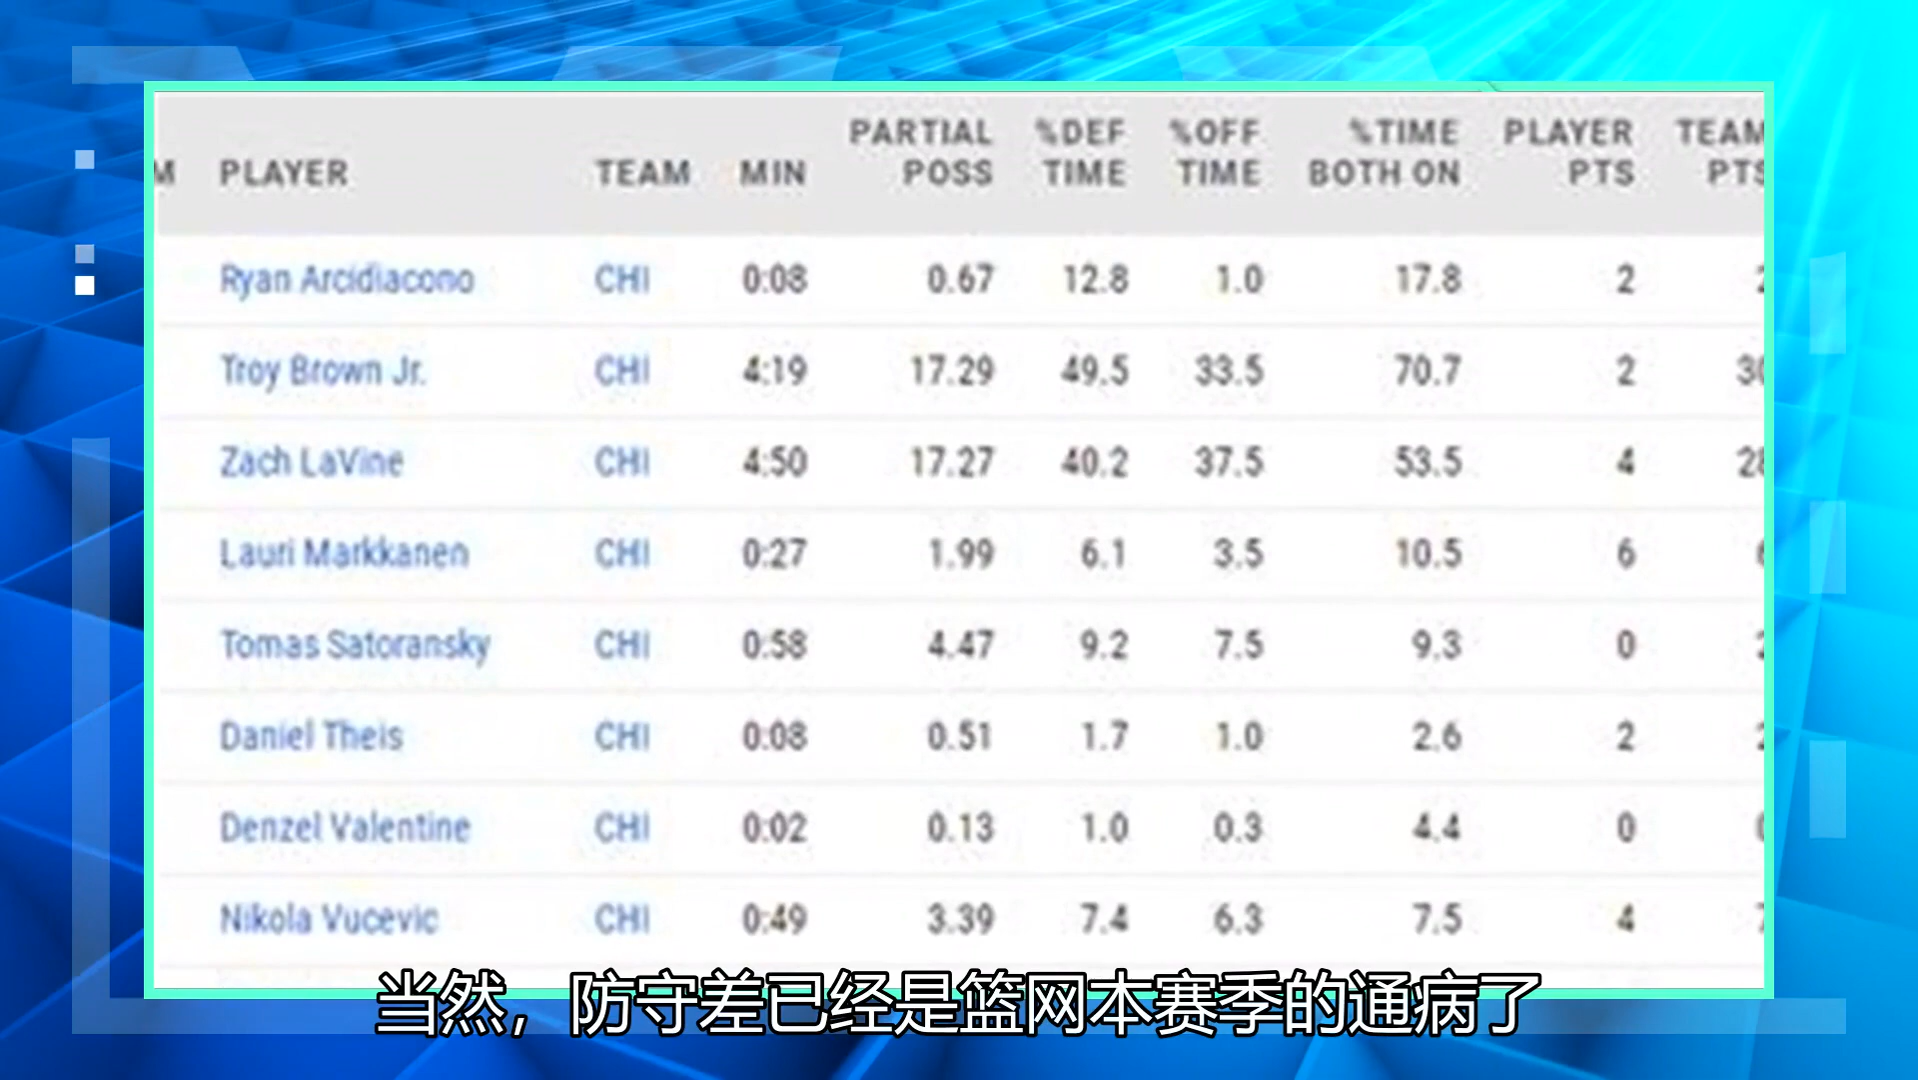 M PLAYER TEAM MIN PARTIAL POSS %DEF TIME %OFF TIME %TIME BOTH ON PLAYER PTS TEAM PTS
Ryan Arcidiacono CHI 0:08 0.67 12.8 1.0 17.8 2
Troy Brown Jr. CHI 4:19 17.29 49.5 33.5 70.7 2 30
Zach LaVine CHI 4:50 17.27 40.2 37.5 53.5 4 28
Lauri Markkanen CHI 0:27 1.99 6.1 3.5 10.5 6
Tomas Satoransky CHI 0:58 4.47 9.2 7.5 9.3 0
Daniel Theis CHI 0:08 0.51 1.7 1.0 2.6 2
Denzel Valentine CHI 0:02 0.13 1.0 0.3 4.4 0
Nikola Vucevic CHI 0:49 3.39 7.4 6.3 7.5 4
当然，防守差已经是篮网本赛季的通病了